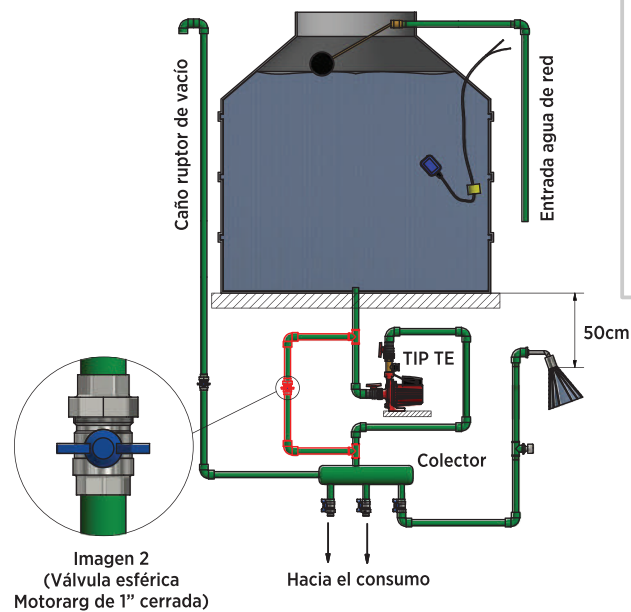 Caño ruptor de vacío
Entrada agua de red
50cm
TIP TE
Colector
Imagen 2
(Válvula esférica
Motorarg de 1” cerrada)
Hacia el consumo